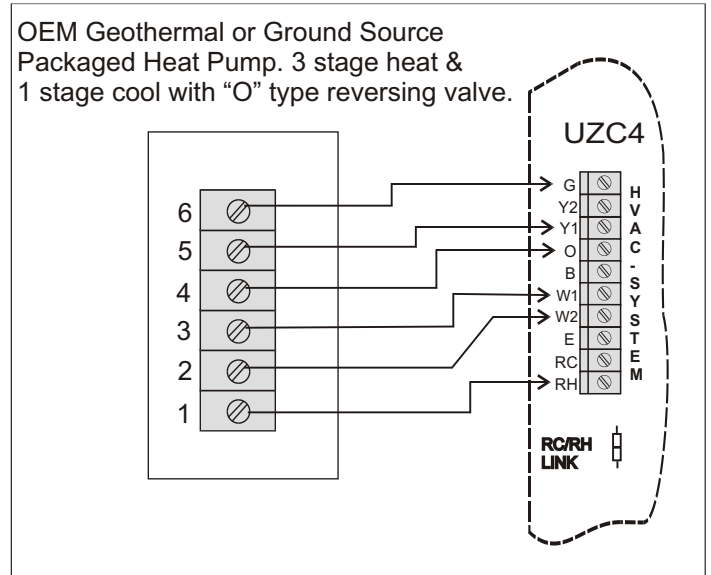 OEM Geothermal or Ground Source
Packaged Heat Pump. 3 stage heat &
1 stage cool with “O” type reversing valve.
UZC4
6
5
4
3
2
1
G
Y2
Y1
O
B
W1
W2
E
RC
RH
HVAC-SYSTEM
RC/RH
LINK